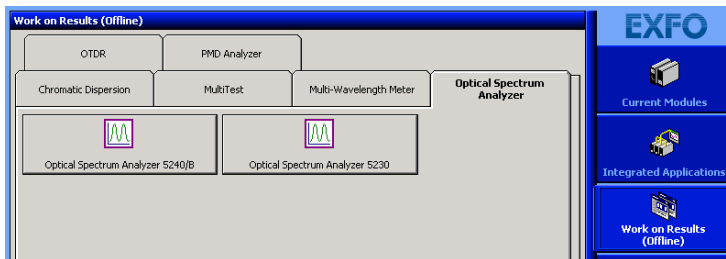 Work on Results (Offline)
EXFO
OTDR
PMD Analyzer
Chromatic Dispersion
MultiTest
Multi-Wavelength Meter
Optical Spectrum
Analyzer
Optical Spectrum Analyzer 5240/B
Optical Spectrum Analyzer 5230
Current Modules
Integrated Applications
Work on Results
(Offline)